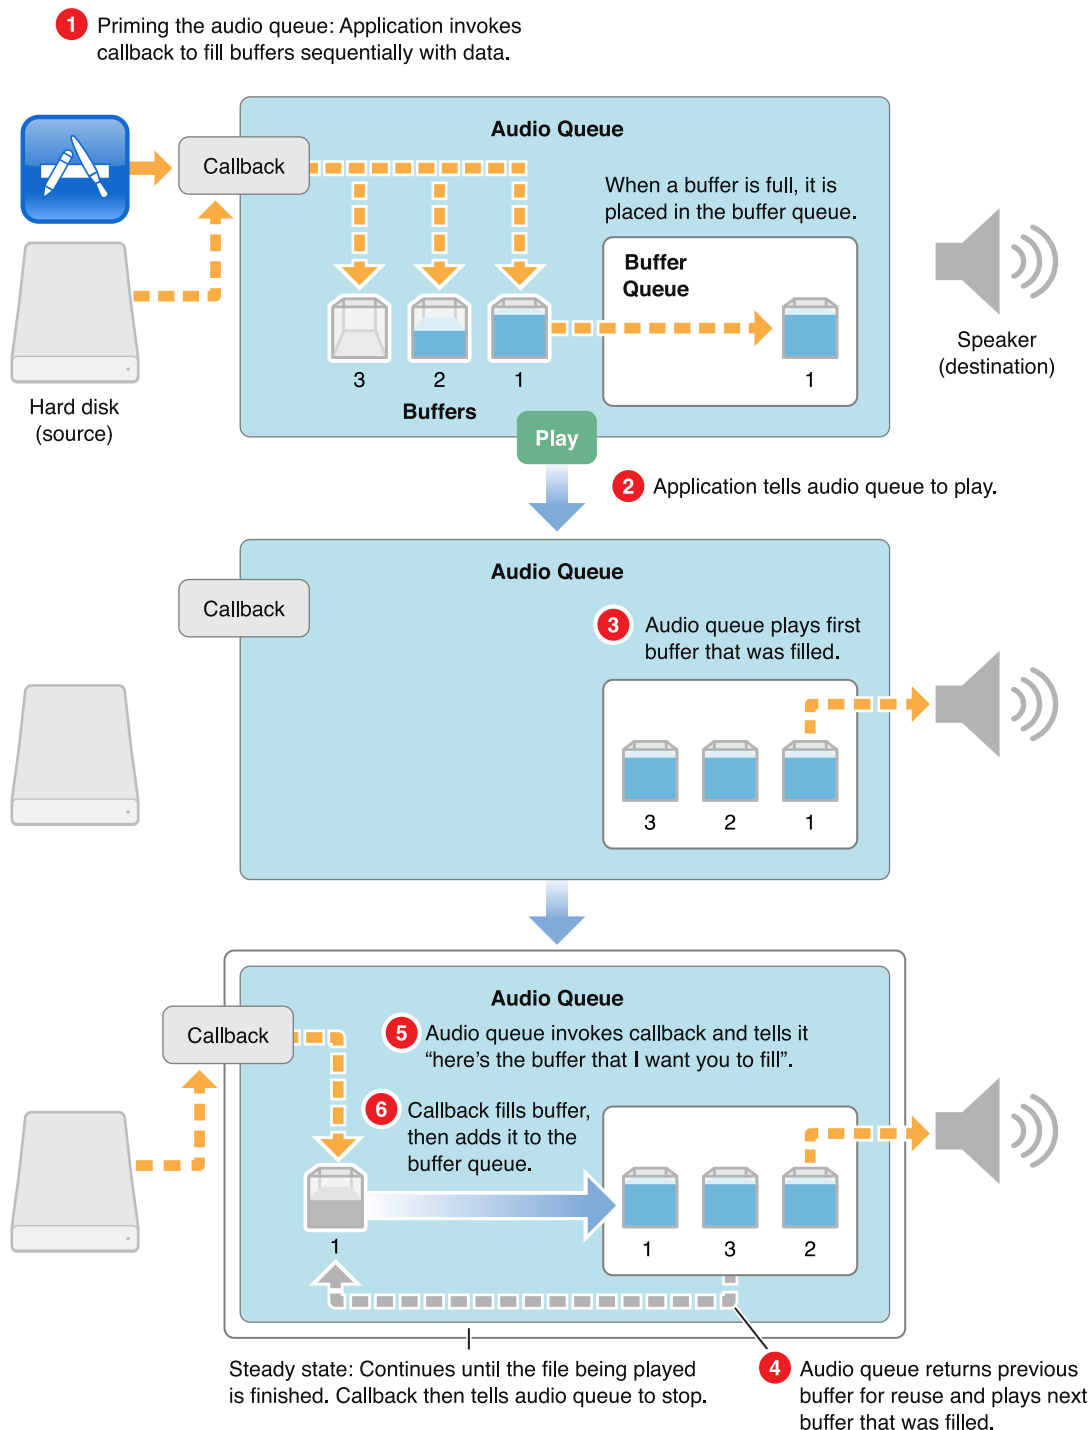 1 Priming the audio queue: Application invokes
callback to fill buffers sequentially with data.
Audio Queue
Callback
When a buffer is full, it is
placed in the buffer queue.
Buffer
Queue
3
2
1
1
Buffers
Hard disk
(source)
Speaker
(destination)
Play
2 Application tells audio queue to play.
Audio Queue
Callback
3 Audio queue plays first
buffer that was filled.
3
2
1
Audio Queue
Callback
5 Audio queue invokes callback and tells it
“here’s the buffer that I want you to fill”.
6 Callback fills buffer,
then adds it to the
buffer queue.
1
1
3
2
Steady state: Continues until the file being played
is finished. Callback then tells audio queue to stop.
4 Audio queue returns previous
buffer for reuse and plays next
buffer that was filled.